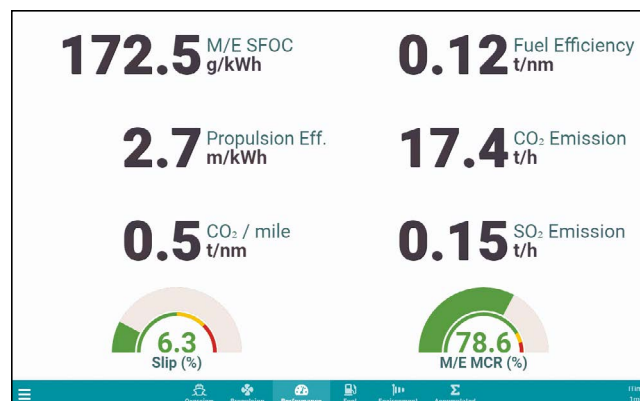 172.5 M/E SFOC
g/kWh
0.12 Fuel Efficiency
t/nm
2.7 Propulsion Eff.
m/kWh
17.4 CO₂ Emission
t/h
0.5 CO₂ / mile
t/nm
0.15 SO₂ Emission
t/h
6.3
Slip (%)
78.6
M/E MCR (%)